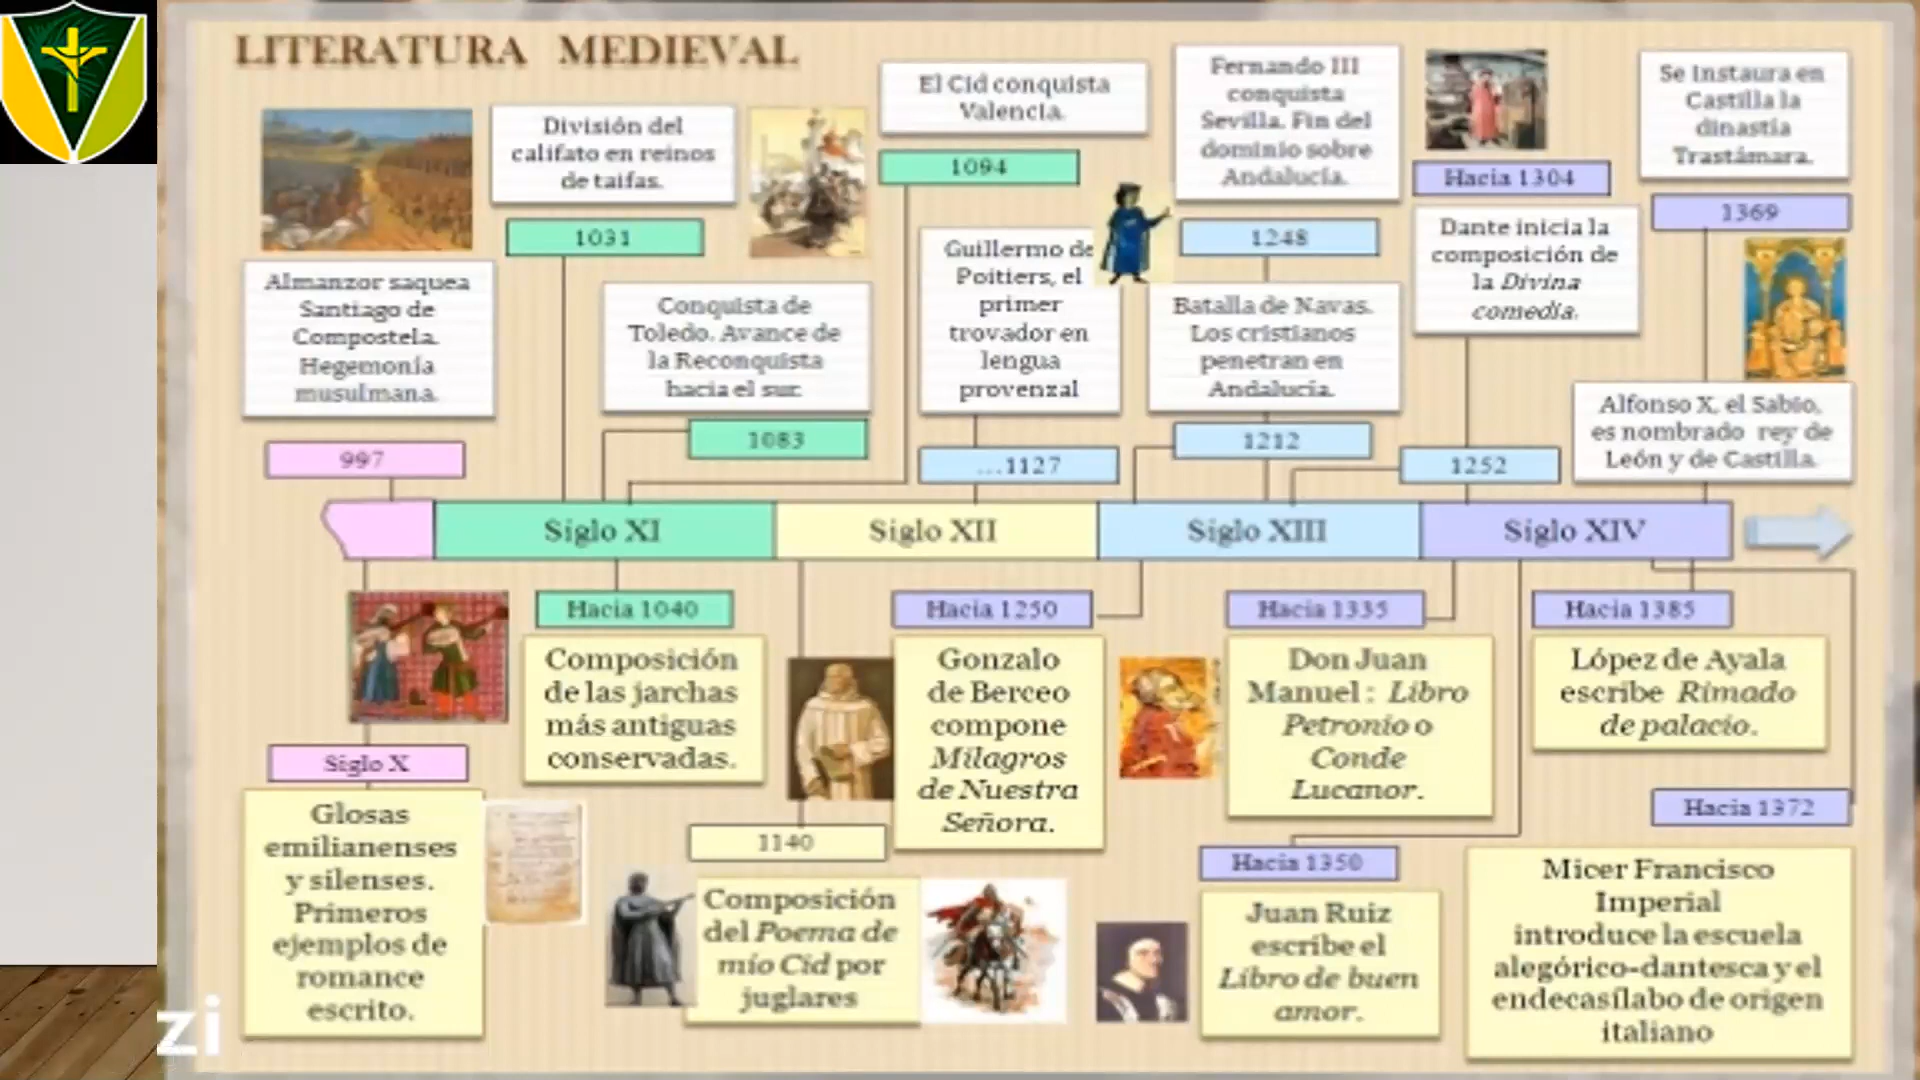 LITERATURA MEDIEVAL
Almanzor saquea
Santiago de
Compostela.
Hegemonía
musulmana.
997
División del
califato en reinos
de taifas.
1031
Conquista de
Toledo. Avance de
la Reconquista
hacia el sur.
1083
El Cid conquista
Valencia.
1094
Guillermo de
Poitiers, el
primer
trovador en
lengua
provenzal
...1127
Fernando III
conquista
Sevilla. Fin del
dominio sobre
Andalucía.
1248
Batalla de Navas.
Los cristianos
penetran en
Andalucía.
1212
Hacia 1304
Dante inicia la
composición de
la Divina
comedia.
1252
Se instaura en
Castilla la
dinastía
Trastámara.
1369
Alfonso X, el Sabio,
es nombrado rey de
León y de Castilla.
Siglo XI
Siglo XII
Siglo XIII
Siglo XIV
Siglo X
Glosas
emilianenses
y silenses.
Primeros
ejemplos de
romance
escrito.
Hacia 1040
Composición
de las jarchas
más antiguas
conservadas.
1140
Composición
del Poema de
mío Cid por
juglares
Hacia 1250
Gonzalo
de Berceo
compone
Milagros
de Nuestra
Señora.
Hacia 1335
Don Juan
Manuel : Libro
Petronio o
Conde
Lucanor.
Hacia 1350
Juan Ruiz
escribe el
Libro de buen
amor.
Hacia 1385
López de Ayala
escribe Rimado
de palacio.
Hacia 1372
Micer Francisco
Imperial
introduce la escuela
alegórico-dantesca y el
endecasílabo de origen
italiano
zi